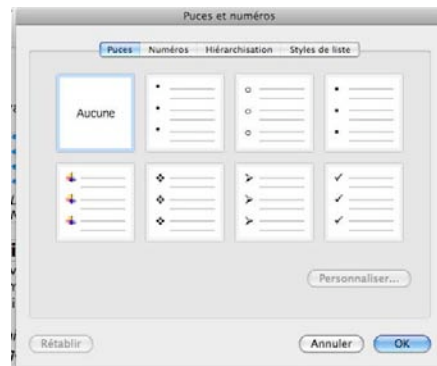 Puces et numéros
Puces Numéros Hiérarchisation Styles de liste
Aucune
Personnaliser...
Rétablir Annuler OK